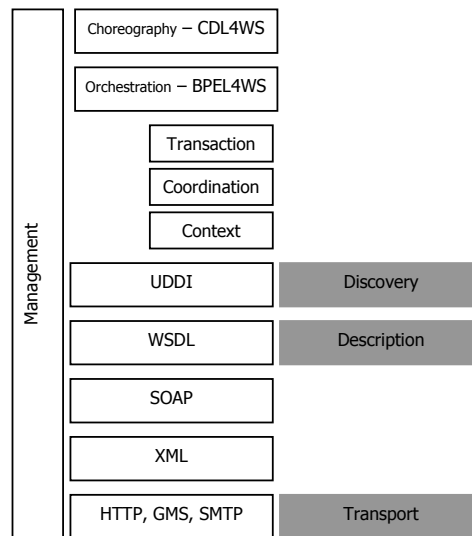 Choreography – CDL4WS
Orchestration – BPEL4WS
Transaction
Coordination
Context
Management
UDDI
Discovery
WSDL
Description
SOAP
XML
HTTP, GMS, SMTP
Transport